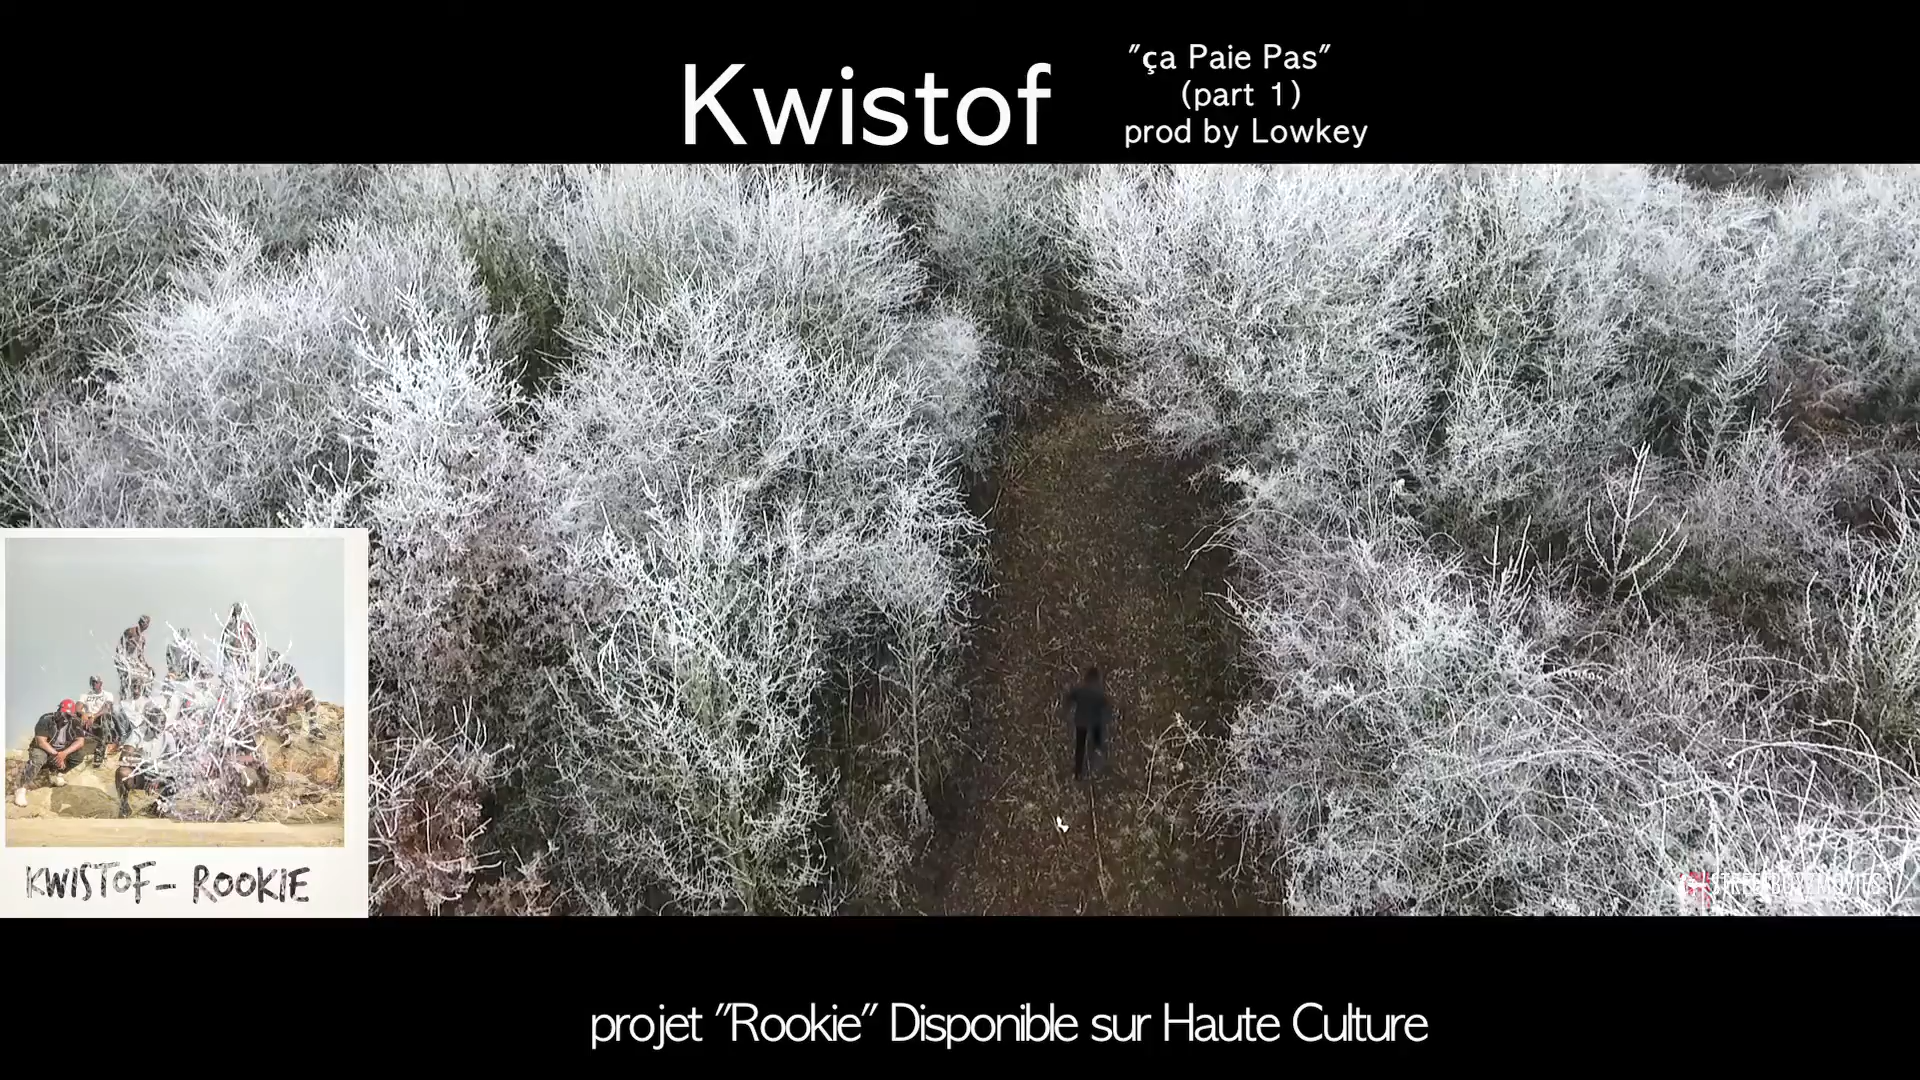 Kwistof
"ça Paie Pas"
(part 1)
prod by Lowkey
KWISTOF - ROOKIE
projet "Rookie" Disponible sur Haute Culture